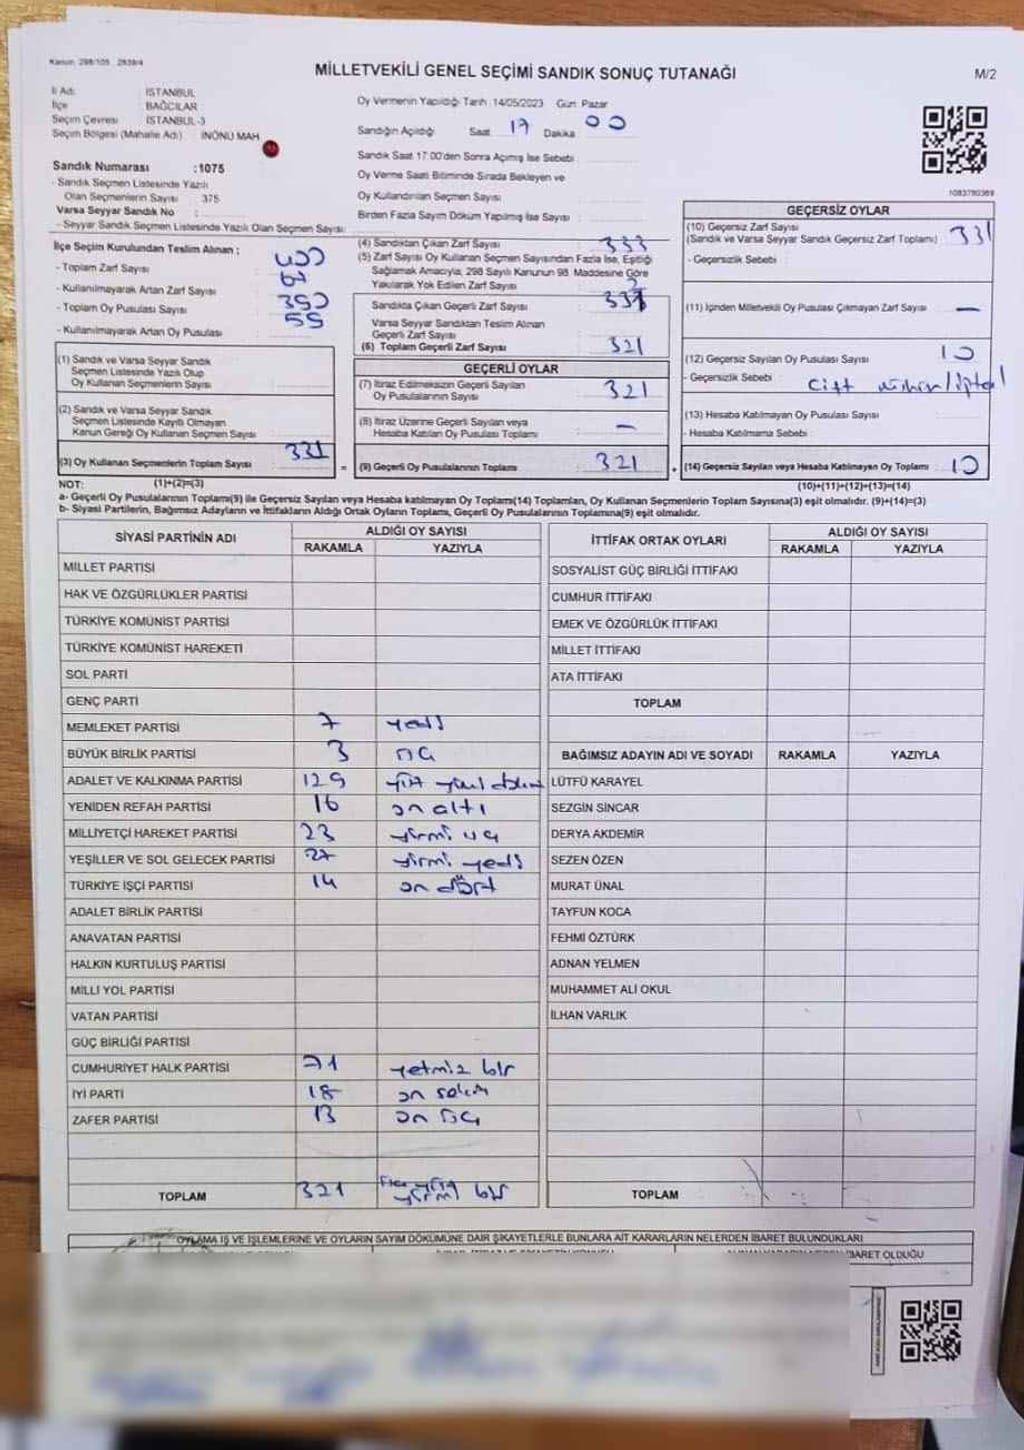 Kanun: 298/105 2839/4
MİLLETVEKİLİ GENEL SEÇİMİ SANDIK SONUÇ TUTANAĞI
M/2
İl Adı : İSTANBUL
İlçe : BAĞCILAR
Seçim Çevresi : İSTANBUL-3
Seçim Bölgesi (Mahalle Adı) : İNÖNÜ MAH.
Sandık Numarası :1075
- Sandık Seçmen Listesinde Yazılı
Olan Seçmenlerin Sayısı : 375
Varsa Seyyar Sandık No :
- Seyyar Sandık Seçmen Listesinde Yazılı Olan Seçmen Sayısı:
Oy Vermenin Yapıldığı Tarih :14/05/2023 Gün: Pazar
Sandığın Açıldığı Saat : 17 Dakika : 00
Sandık Saat 17:00'den Sonra Açılmış İse Sebebi :
Oy Verme Saati Bitiminde Sırada Bekleyen ve
Oy Kullandırılan Seçmen Sayısı :
Birden Fazla Sayım Döküm Yapılmış İse Sayısı :
1083780369
İlçe Seçim Kurulundan Teslim Alınan ;
- Toplam Zarf Sayısı : 400
- Kullanılmayarak Artan Zarf Sayısı :
- Toplam Oy Pusulası Sayısı : 390
- Kullanılmayarak Artan Oy Pusulası : 59
(1) Sandık ve Varsa Seyyar Sandık
Seçmen Listesinde Yazılı Olup
Oy Kullanan Seçmenlerin Sayısı :
(2) Sandık ve Varsa Seyyar Sandık
Seçmen Listesinde Kayıtlı Olmayan
Kanun Gereği Oy Kullanan Seçmen Sayısı :
(3) Oy Kullanan Seçmenlerin Toplam Sayısı : 331
(4) Sandıktan Çıkan Zarf Sayısı : 333
(5) Zarf Sayısı Oy Kullanan Seçmen Sayısından Fazla İse, Eşitliği
Sağlamak Amacıyla, 298 Sayılı Kanunun 98. Maddesine Göre
Yakılarak Yok Edilen Zarf Sayısı : 2
Sandıkta Çıkan Geçerli Zarf Sayısı : 331
Varsa Seyyar Sandıktan Teslim Alınan
Geçerli Zarf Sayısı :
(6) Toplam Geçerli Zarf Sayısı : 321
GEÇERLİ OYLAR
(7) İtiraz Edilmeksizin Geçerli Sayılan
Oy Pusulalarının Sayısı : 321
(8) İtiraz Üzerine Geçerli Sayılan veya
Hesaba Katılan Oy Pusulası Toplamı : —
= (9) Geçerli Oy Pusulalarının Toplamı : 321
GEÇERSİZ OYLAR
(10) Geçersiz Zarf Sayısı : 331
(Sandık ve Varsa Seyyar Sandık Geçersiz Zarf Toplamı)
- Geçersizlik Sebebi :
(11) İçinden Milletvekili Oy Pusulası Çıkmayan Zarf Sayısı : —
(12) Geçersiz Sayılan Oy Pusulası Sayısı : 10
- Geçersizlik Sebebi : Çift mühür/iptal
(13) Hesaba Katılmayan Oy Pusulası Sayısı :
- Hesaba Katılmama Sebebi :
+ (14) Geçersiz Sayılan veya Hesaba Katılmayan Oy Toplamı : 10
NOT: (1)+(2)=(3)
(10)+(11)+(12)+(13)=(14)
a- Geçerli Oy Pusulalarının Toplamı(9) ile Geçersiz Sayılan veya Hesaba katılmayan Oy Toplamı(14) Toplamları, Oy Kullanan Seçmenlerin Toplam Sayısına(3) eşit olmalıdır. (9)+(14)=(3)
b- Siyasi Partilerin, Bağımsız Adayların ve İttifakların Aldığı Ortak Oyların Toplamı, Geçerli Oy Pusulalarının Toplamına(9) eşit olmalıdır.
SİYASİ PARTİNİN ADI ALDIĞI OY SAYISI
RAKAMLA YAZIYLA
MİLLET PARTİSİ
HAK VE ÖZGÜRLÜKLER PARTİSİ
TÜRKİYE KOMÜNİST PARTİSİ
TÜRKİYE KOMÜNİST HAREKETİ
SOL PARTİ
GENÇ PARTİ
MEMLEKET PARTİSİ 7 yedi
BÜYÜK BİRLİK PARTİSİ 3 üç
ADALET VE KALKINMA PARTİSİ 129
YENİDEN REFAH PARTİSİ 16 on altı
MİLLİYETÇİ HAREKET PARTİSİ 23 yirmi üç
YEŞİLLER VE SOL GELECEK PARTİSİ 27 yirmi yedi
TÜRKİYE İŞÇİ PARTİSİ 14 on dört
ADALET BİRLİK PARTİSİ
ANAVATAN PARTİSİ
HALKIN KURTULUŞ PARTİSİ
MİLLİ YOL PARTİSİ
VATAN PARTİSİ
GÜÇ BİRLİĞİ PARTİSİ
CUMHURİYET HALK PARTİSİ 71 yetmiş bir
İYİ PARTİ 18 on sekiz
ZAFER PARTİSİ 13 on üç
TOPLAM 321 üç yüz yirmi bir
İTTİFAK ORTAK OYLARI ALDIĞI OY SAYISI
RAKAMLA YAZIYLA
SOSYALİST GÜÇ BİRLİĞİ İTTİFAKI
CUMHUR İTTİFAKI
EMEK VE ÖZGÜRLÜK İTTİFAKI
MİLLET İTTİFAKI
ATA İTTİFAKI
TOPLAM
BAĞIMSIZ ADAYIN ADI VE SOYADI RAKAMLA YAZIYLA
LÜTFÜ KARAYEL
SEZGİN SİNCAR
DERYA AKDEMİR
SEZEN ÖZEN
MURAT ÜNAL
TAYFUN KOCA
FEHMİ ÖZTÜRK
ADNAN YELMEN
MUHAMMET ALİ OKUL
İLHAN VARLIK
TOPLAM
OYLAMA İŞ VE İŞLEMLERİNE VE OYLARIN SAYIM DÖKÜMÜNE DAİR ŞİKAYETLERLE BUNLARA AİT KARARLARIN NELERDEN İBARET BULUNDUKLARI
İBARET OLDUĞU